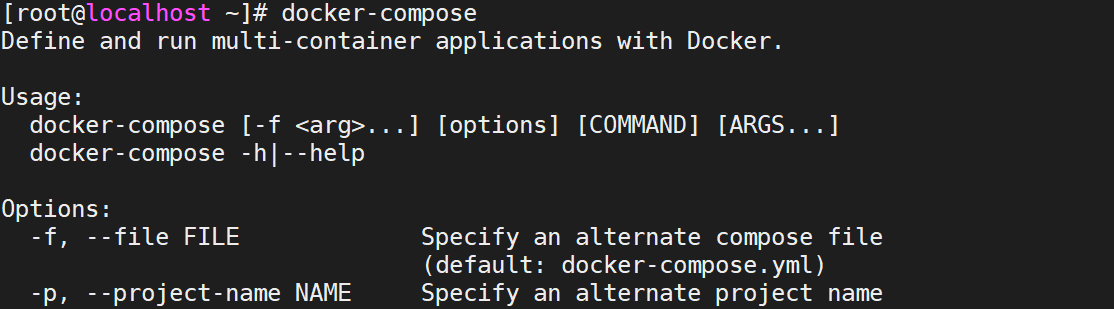 [root@localhost ~]# docker-compose
Define and run multi-container applications with Docker.
Usage:
  docker-compose [-f <arg>...] [options] [COMMAND] [ARGS...]
  docker-compose -h|--help
Options:
  -f, --file FILE             Specify an alternate compose file
                              (default: docker-compose.yml)
  -p, --project-name NAME     Specify an alternate project name